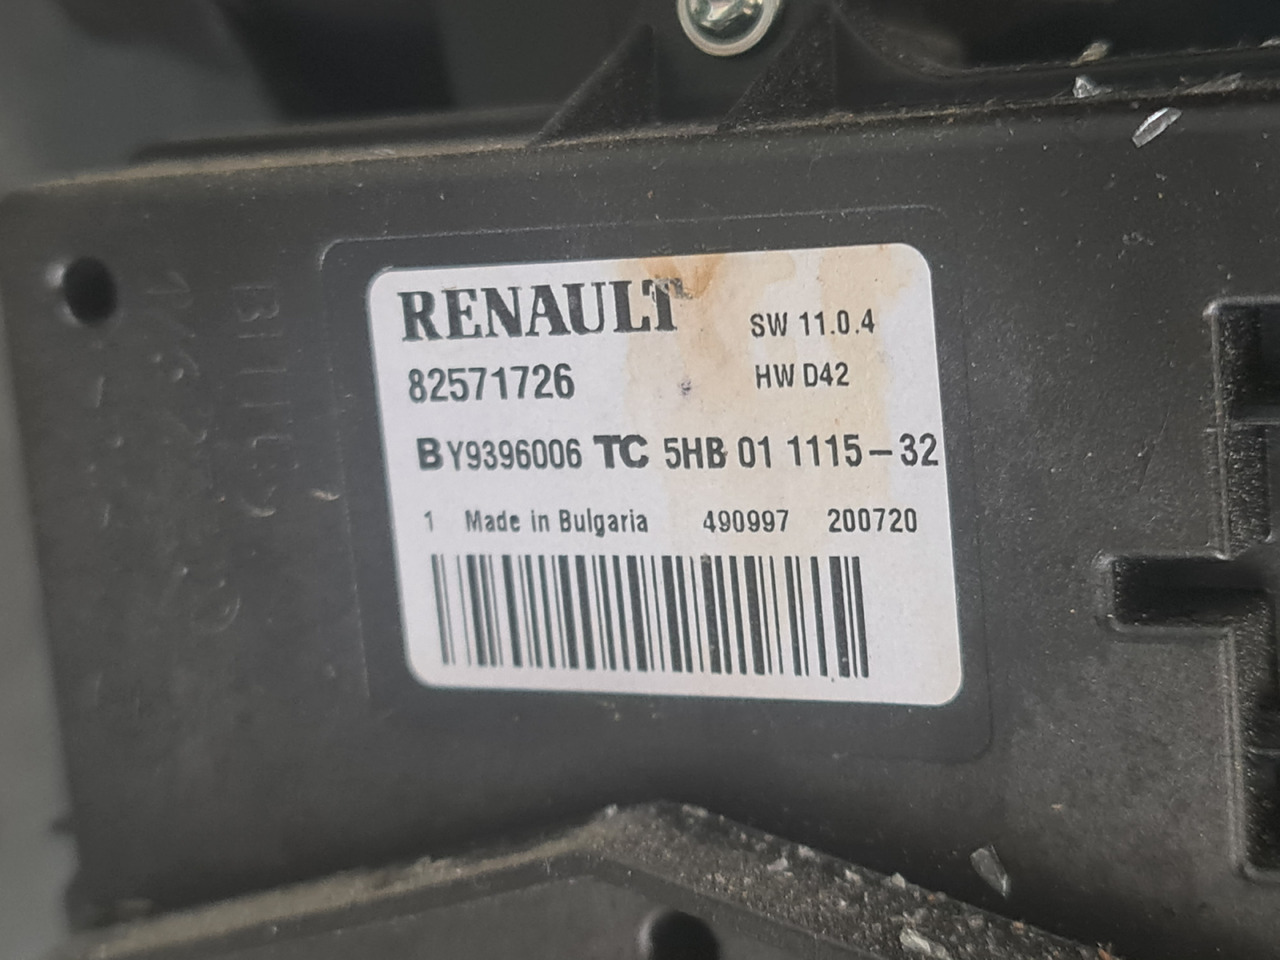 RENAULT SW 11.0.4
82571726 HW D42
B Y9396006 TC 5HB 01 1115-32
1 Made in Bulgaria 490997 200720